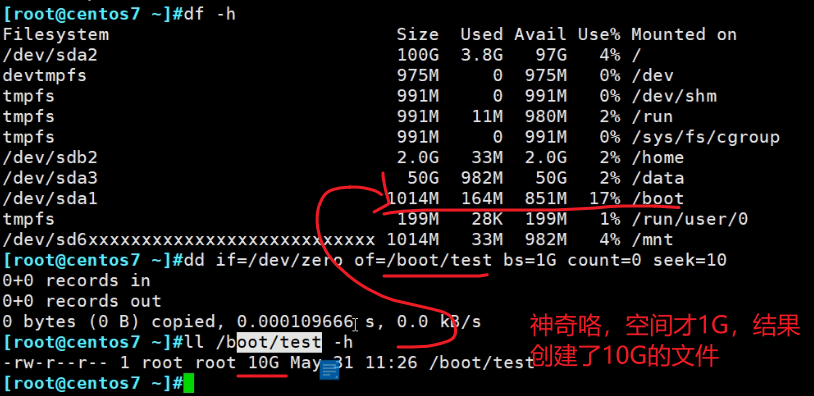 [root@centos7 ~]#df -h
Filesystem Size Used Avail Use% Mounted on
/dev/sda2 100G 3.8G 97G 4% /
devtmpfs 975M 0 975M 0% /dev
tmpfs 991M 0 991M 0% /dev/shm
tmpfs 991M 11M 980M 2% /run
tmpfs 991M 0 991M 0% /sys/fs/cgroup
/dev/sdb2 2.0G 33M 2.0G 2% /home
/dev/sda3 50G 982M 50G 2% /data
/dev/sda1 1014M 164M 851M 17% /boot
tmpfs 199M 28K 199M 1% /run/user/0
/dev/sd6xxxxxxxxxxxxxxxxxxxxxxxxxxx 1014M 33M 982M 4% /mnt
[root@centos7 ~]#dd if=/dev/zero of=/boot/test bs=1G count=0 seek=10
0+0 records in
0+0 records out
0 bytes (0 B) copied, 0.000109666 s, 0.0 kB/s
[root@centos7 ~]#ll /boot/test -h
-rw-r--r-- 1 root root 10G May 31 11:26 /boot/test
[root@centos7 ~]#
神奇咯，空间才1G，结果
创建了10G的文件